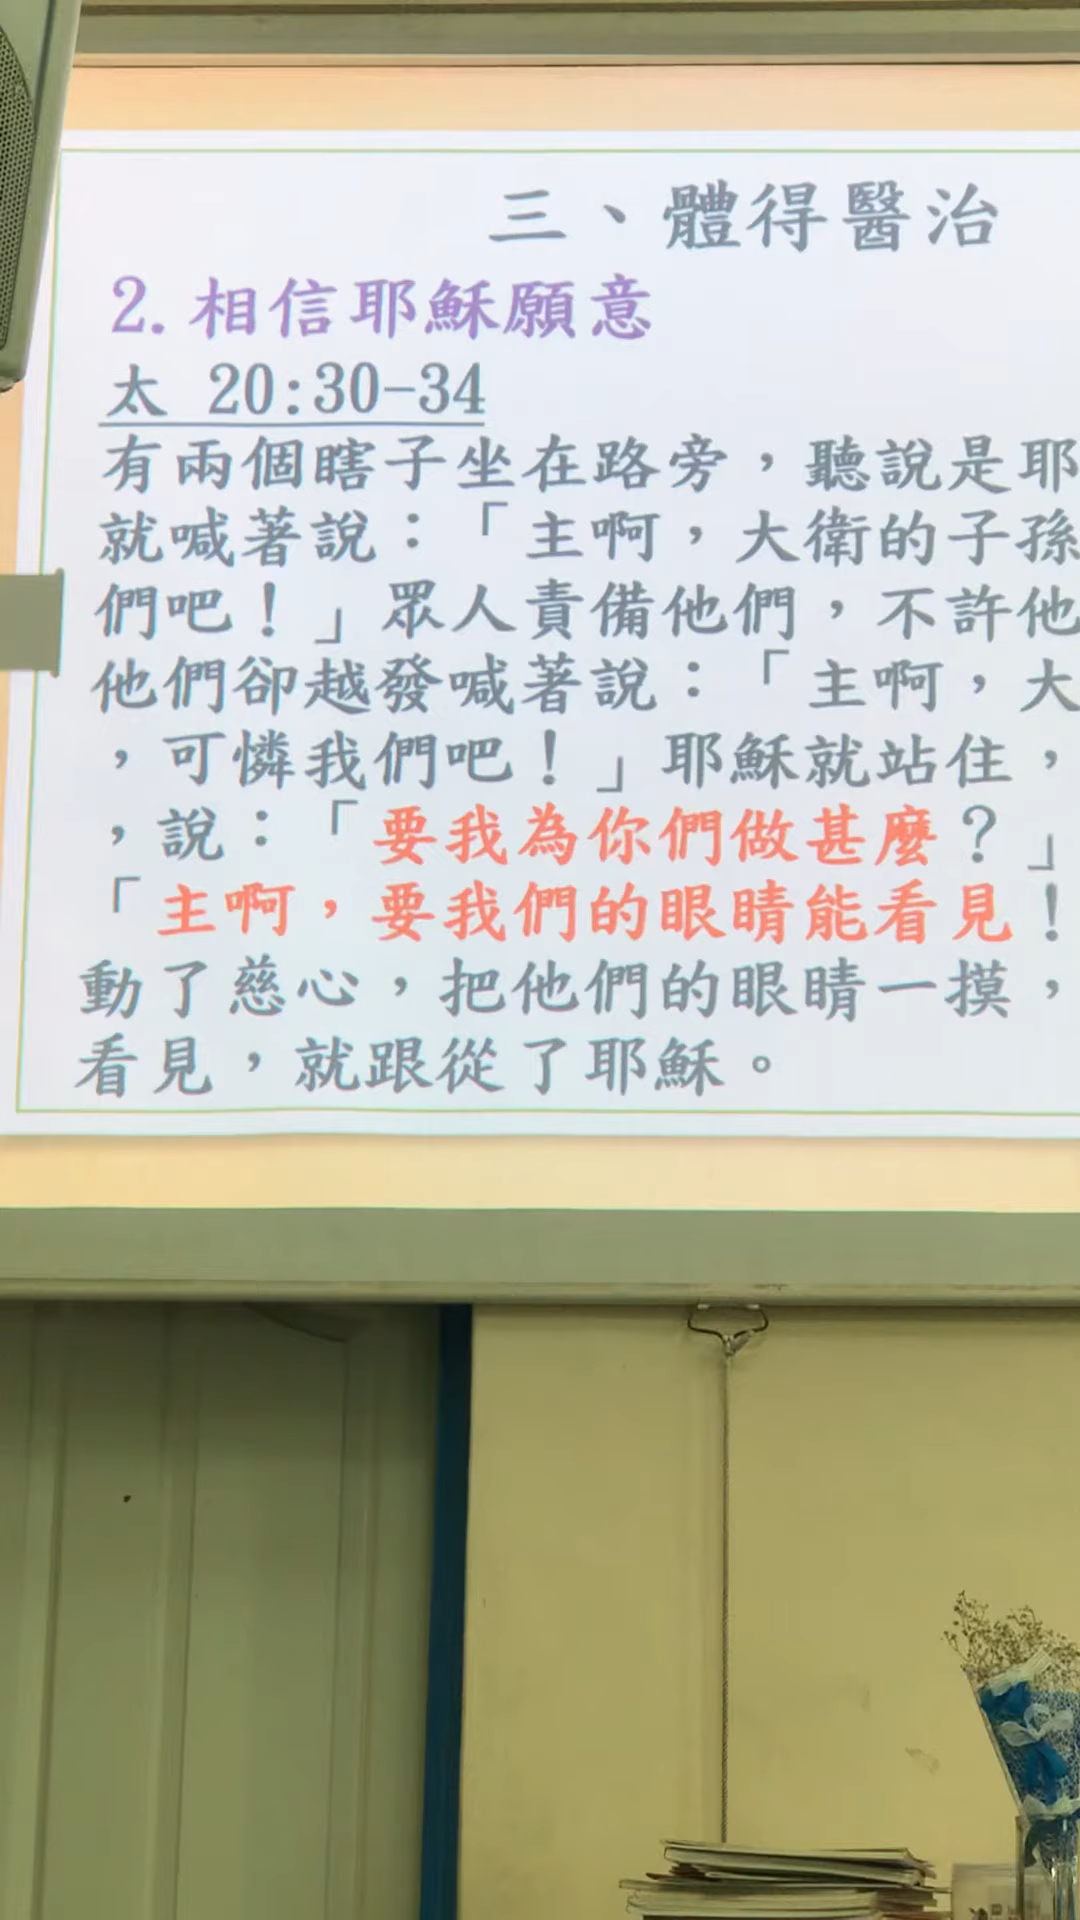 三、體得醫治
2.相信耶穌願意
太 20:30-34
有兩個瞎子坐在路旁，聽說是耶
就喊著說：「主啊，大衛的子孫
們吧！」眾人責備他們，不許他
他們卻越發喊著說：「主啊，大
，可憐我們吧！」耶穌就站住，
，說：「要我為你們做甚麼？」
「主啊，要我們的眼睛能看見！
動了慈心，把他們的眼睛一摸，
看見，就跟從了耶穌。